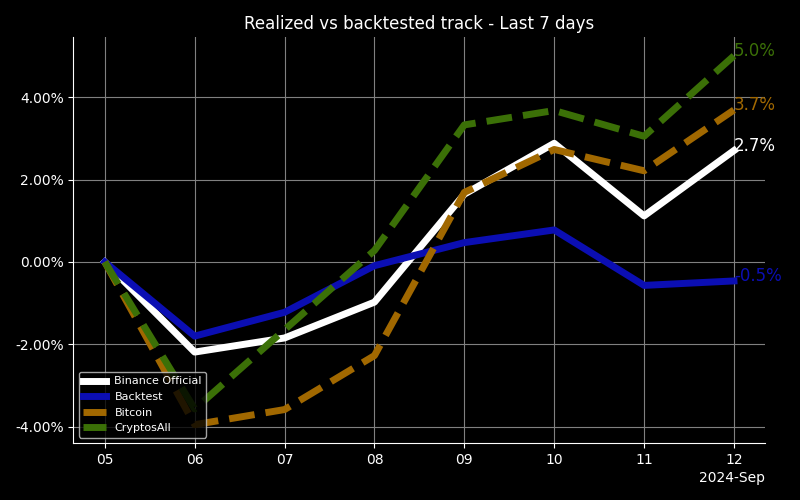 Realized vs backtested track - Last 7 days
5.0%
3.7%
2.7%
-0.5%
4.00%
2.00%
0.00%
-2.00%
-4.00%
Binance Official
Backtest
Bitcoin
CryptosAll
05 06 07 08 09 10 11 12
2024-Sep